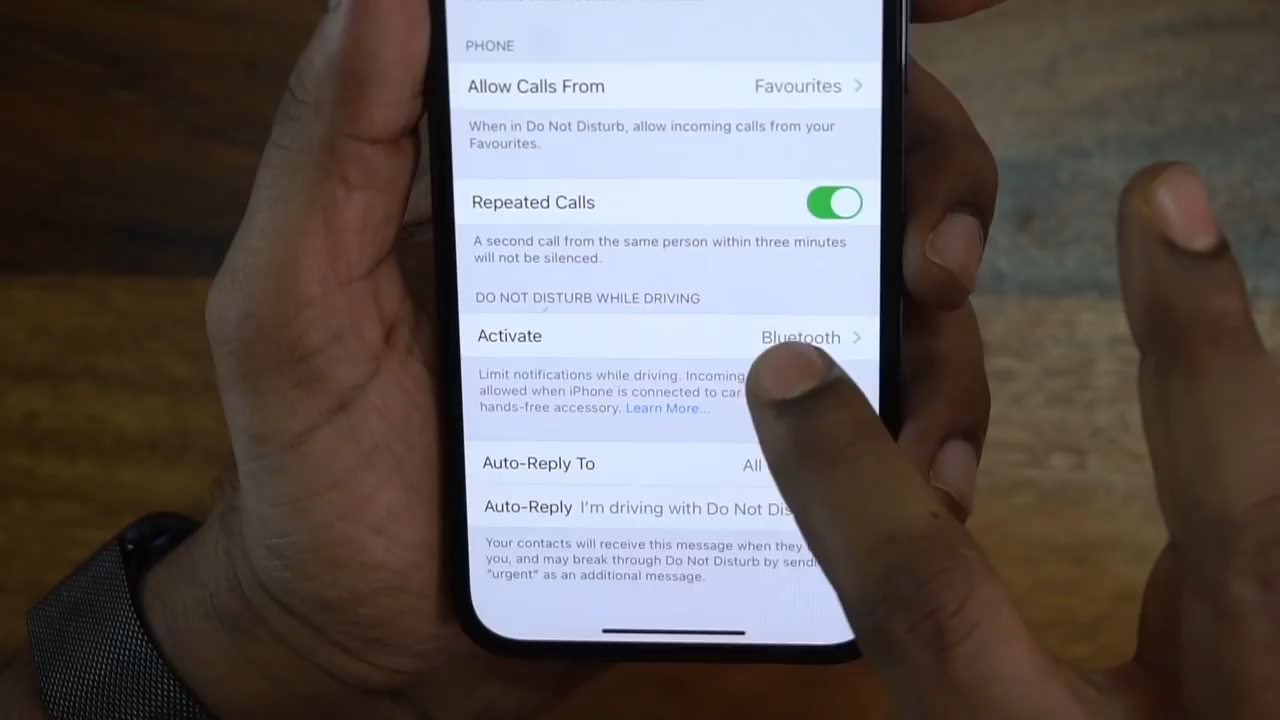 PHONE
Allow Calls From Favourites
When in Do Not Disturb, allow incoming calls from your
Favourites.
Repeated Calls
A second call from the same person within three minutes
will not be silenced.
DO NOT DISTURB WHILE DRIVING
Activate Bluetooth
Limit notifications while driving. Incoming
allowed when iPhone is connected to car
hands-free accessory. Learn More...
Auto-Reply To All
Auto-Reply I'm driving with Do Not Dis
Your contacts will receive this message when they
you, and may break through Do Not Disturb by sendi
"urgent" as an additional message.